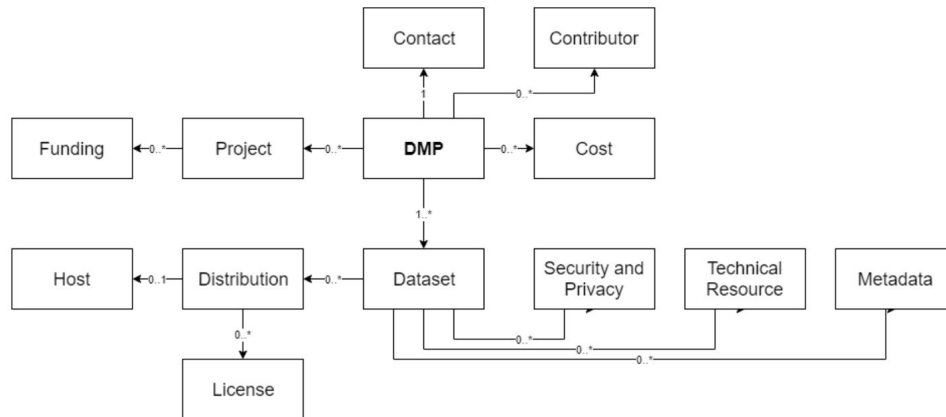 Contact
Contributor
1
0..*
Funding
0..*
Project
0..*
DMP
0..*
Cost
1..*
Host
0..1
Distribution
0..*
Dataset
Security and
Privacy
Technical
Resource
Metadata
0..*
0..*
0..*
0..*
License